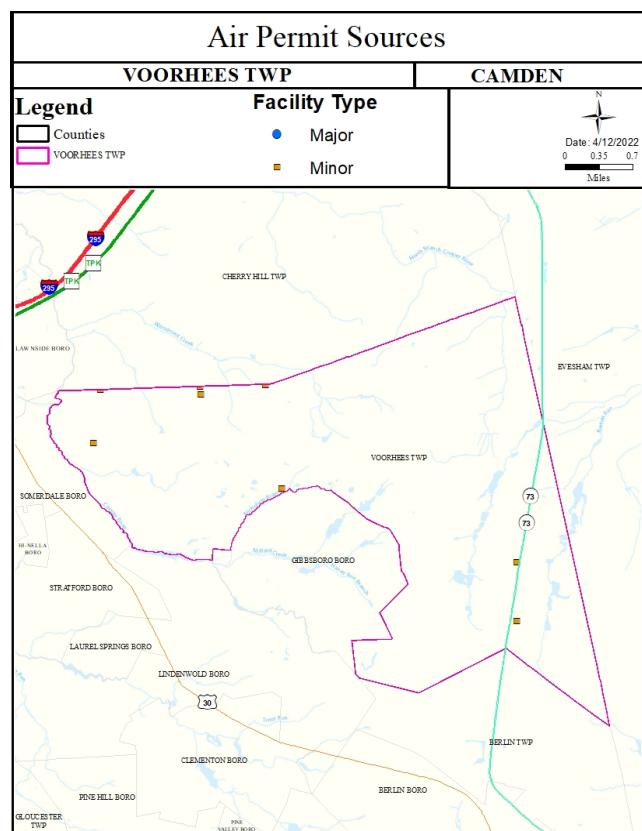 Air Permit Sources
VOORHEES TWP
CAMDEN
Legend
Counties
VOORHEES TWP
Facility Type
Major
Minor
N
Date: 4/12/2022
0 0.35 0.7
Miles
295
TPK
295
TPK
CHERRY HILL TWP
LAWNSIDE BORO
EVESHAM TWP
VOORHEES TWP
SOMERDALE BORO
73
73
HI-NELLA
BORO
GIBBSBORO BORO
STRATFORD BORO
LAUREL SPRINGS BORO
LINDENWOLD BORO
30
BERLIN TWP
CLEMENTON BORO
BERLIN BORO
PINE HILL BORO
GLOUCESTER
TWP
PINE
VALLEY BORO